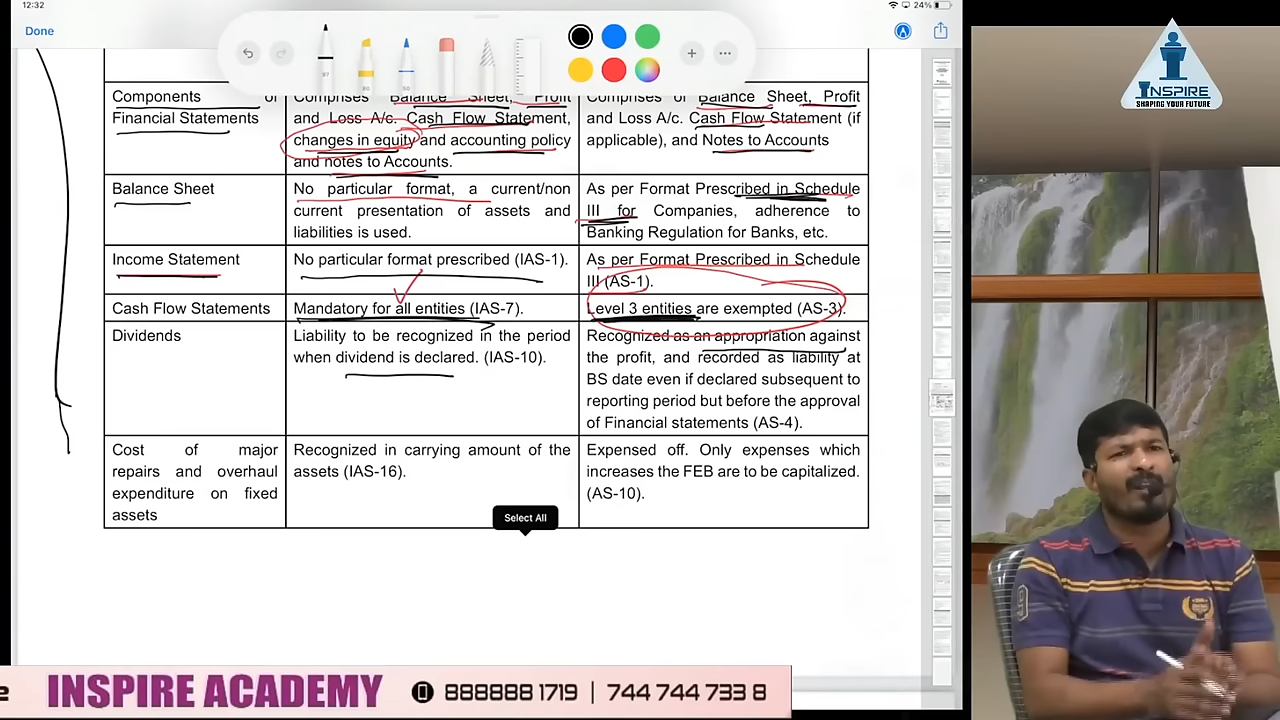 12:32
24%
Done
97
80
50
Components of
Financial Statements
Comprises Balance Sheet, Profit
and Loss A/c. Cash Flow Statement,
changes in equity and accounting policy
and notes to Accounts.
Comprises of Balance Sheet, Profit
and Loss A/c. Cash Flow Statement (if
applicable), and Notes to Accounts
Balance Sheet
No particular format, a current/non
current presentation of assets and
liabilities is used.
As per Format Prescribed in Schedule
III for Companies, adherence to
Banking Regulation for Banks, etc.
Income Statement
No particular format prescribed (IAS-1).
As per Format Prescribed in Schedule
III (AS-1).
Cash Flow Statements
Mandatory for all entities (IAS-7).
Level 3 entities are exempted (AS-3).
Dividends
Liability to be recognized in the period
when dividend is declared. (IAS-10).
Recognized as an appropriation against
the profit, and recorded as liability at
BS date even if declared subsequent to
reporting period but before the approval
of Financial statements (AS-4).
Cost of major
repairs and overhaul
expenditure on fixed
assets
Recognized in carrying amount of the
assets (IAS-16).
Expensed off. Only expenses which
increases the FEB are to be capitalized.
(AS-10).
Select All
INSPIRE
SHAPING YOUR FUTURE
e INSPIRE ACADEMY 888888 1719 | 744 744 733 8